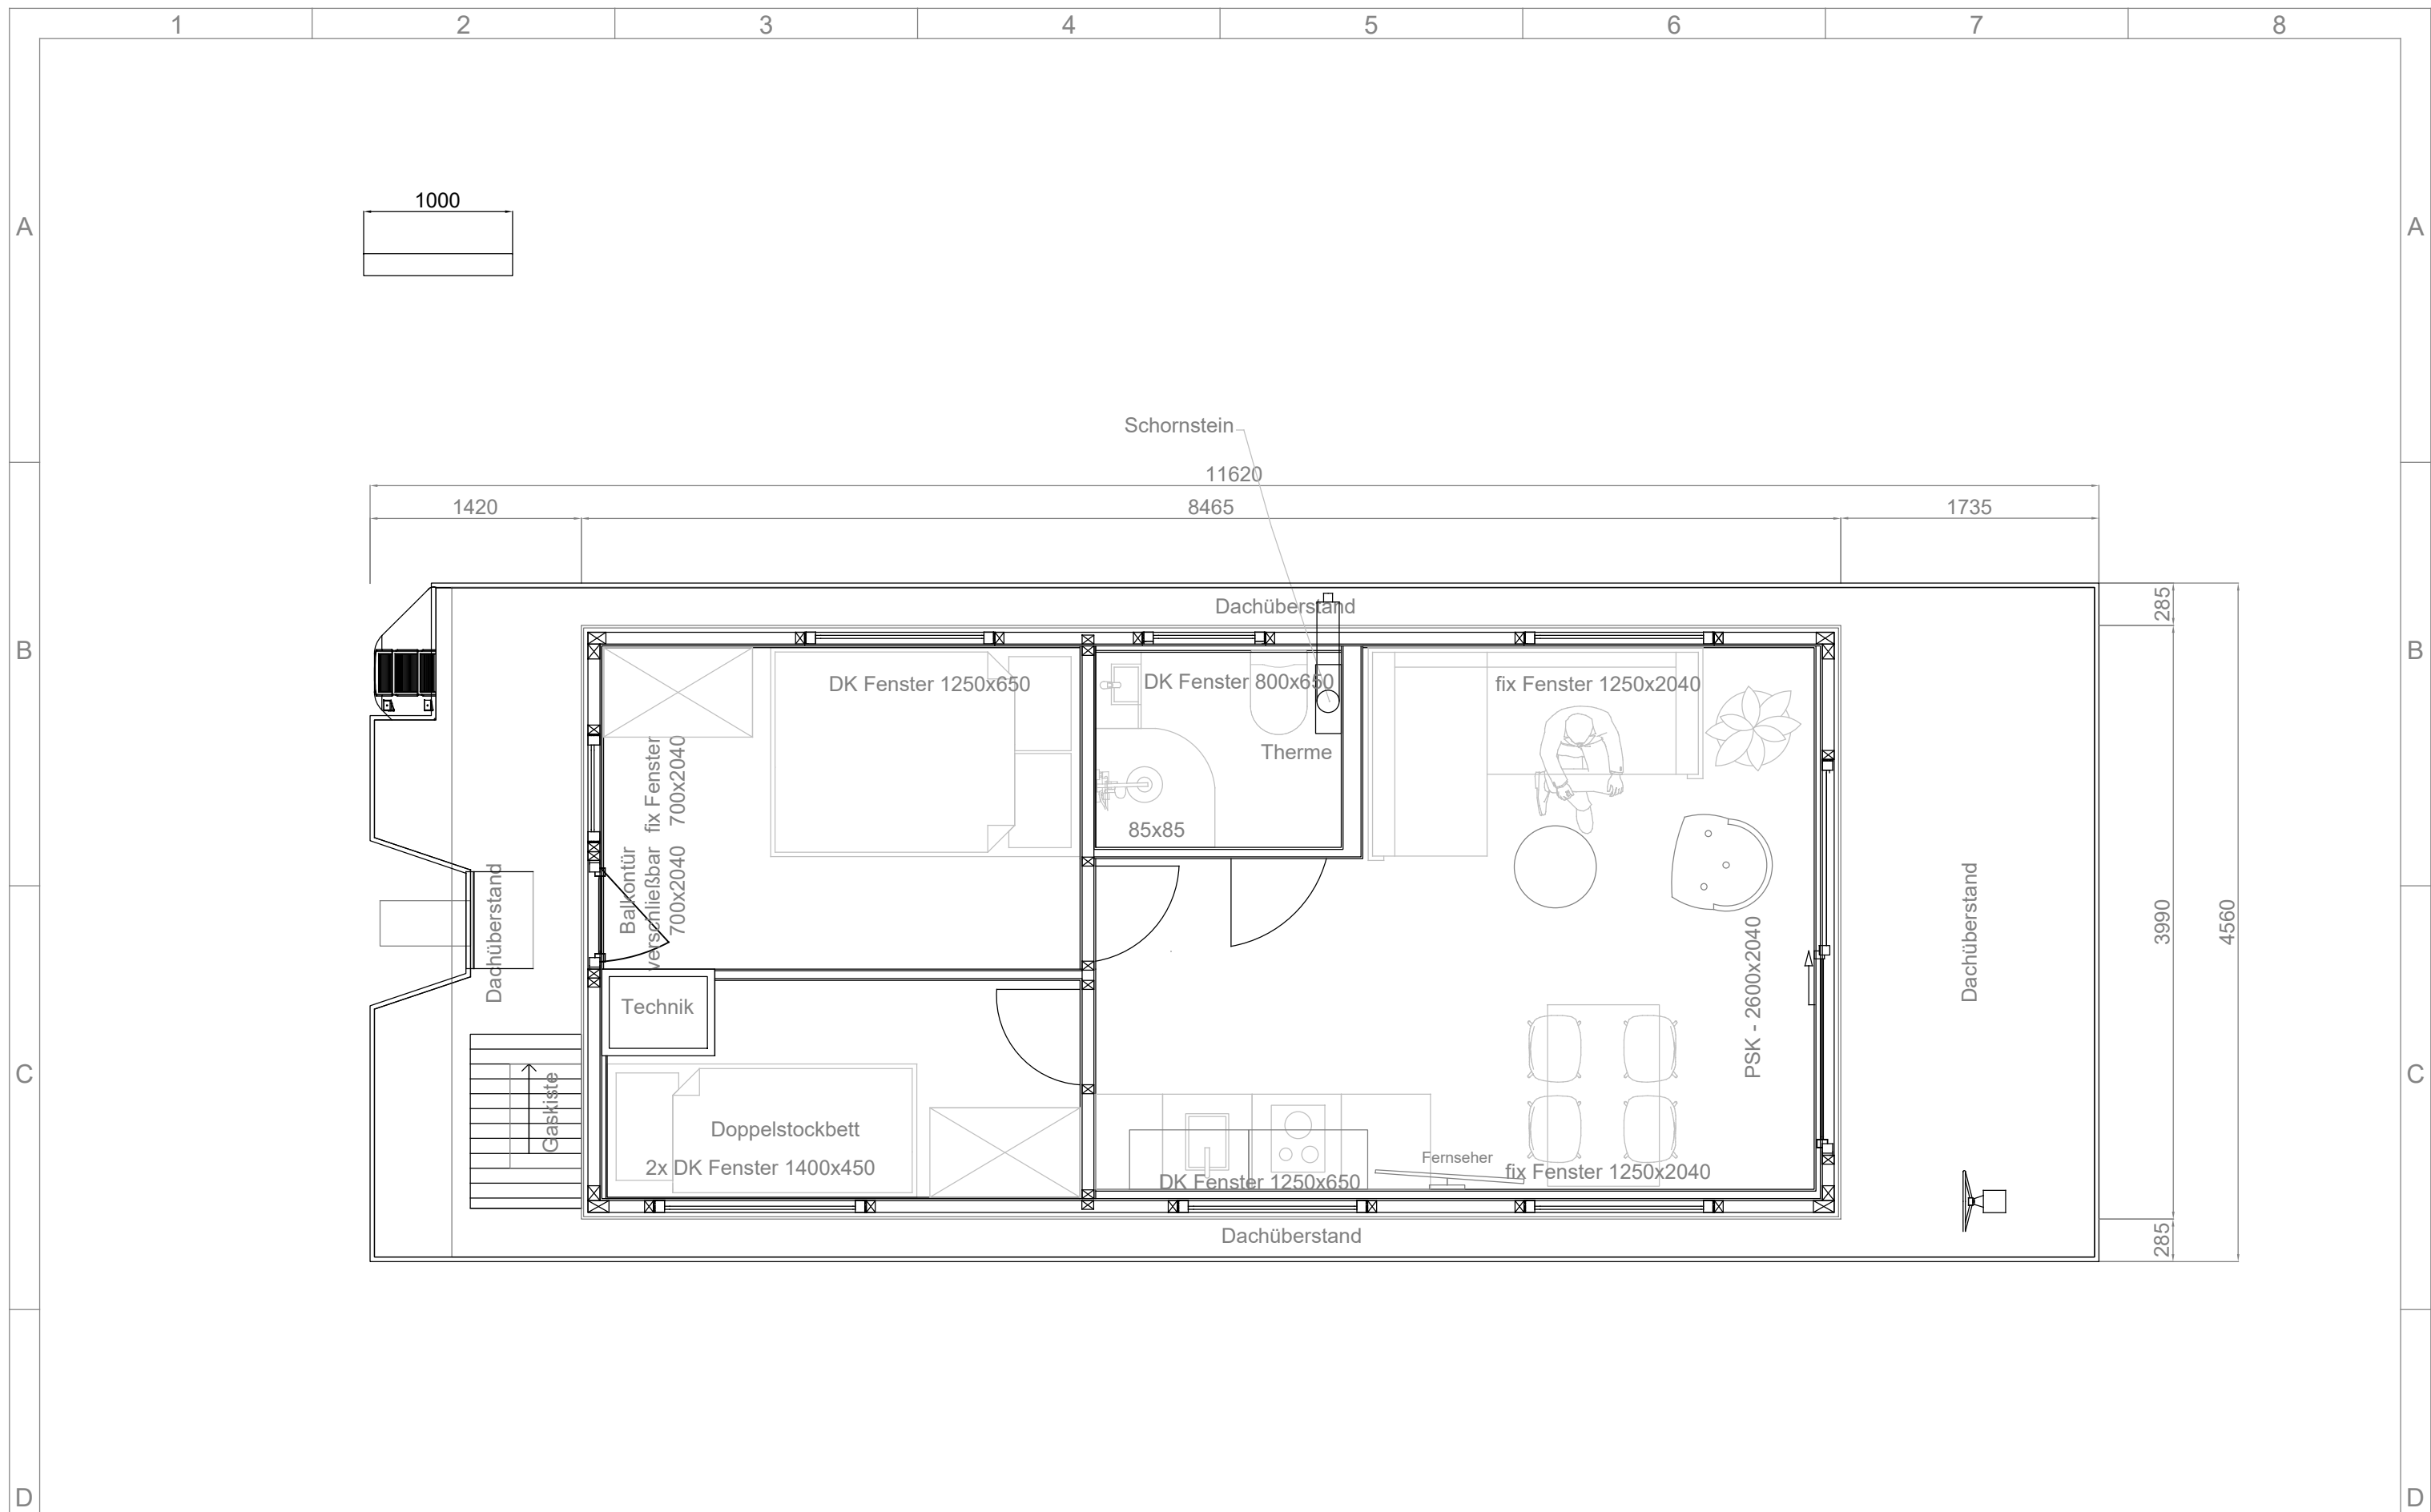 1 2 3 4 5 6 7 8
1000
A A
Schornstein
11620
1420 8465 1735
Dachüberstand
285
B B
DK Fenster 1250x650
DK Fenster 800x650
fix Fenster 1250x2040
Therme
fix Fenster
700x2040
85x85
Balkontür
verschließbar
700x2040
Dachüberstand
Dachüberstand
3990
4560
PSK - 2600x2040
Technik
C C
Gaskiste
Doppelstockbett
2x DK Fenster 1400x450
Fernseher
DK Fenster 1250x650
fix Fenster 1250x2040
Dachüberstand
285
D D